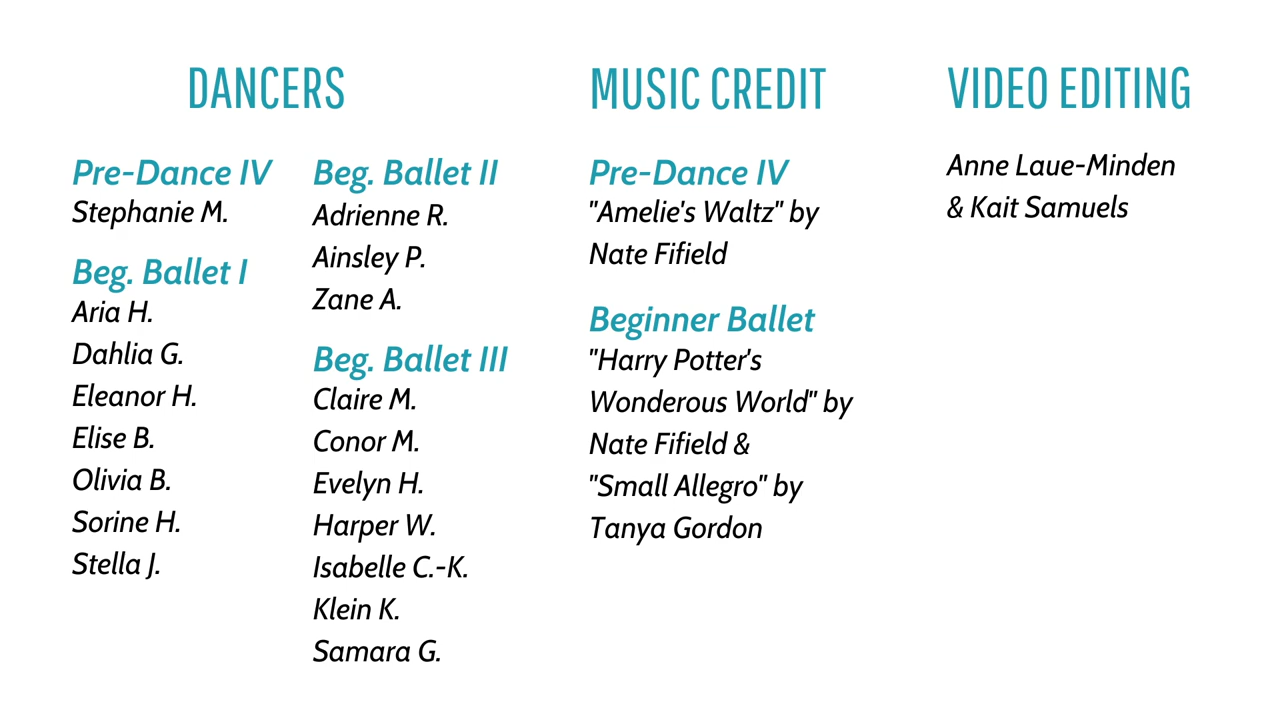 DANCERS
Pre-Dance IV
Stephanie M.
Beg. Ballet I
Aria H.
Dahlia G.
Eleanor H.
Elise B.
Olivia B.
Sorine H.
Stella J.
Beg. Ballet II
Adrienne R.
Ainsley P.
Zane A.
Beg. Ballet III
Claire M.
Conor M.
Evelyn H.
Harper W.
Isabelle C.-K.
Klein K.
Samara G.
MUSIC CREDIT
Pre-Dance IV
"Amelie's Waltz" by
Nate Fifield
Beginner Ballet
"Harry Potter's
Wonderous World" by
Nate Fifield &
"Small Allegro" by
Tanya Gordon
VIDEO EDITING
Anne Laue-Minden
& Kait Samuels